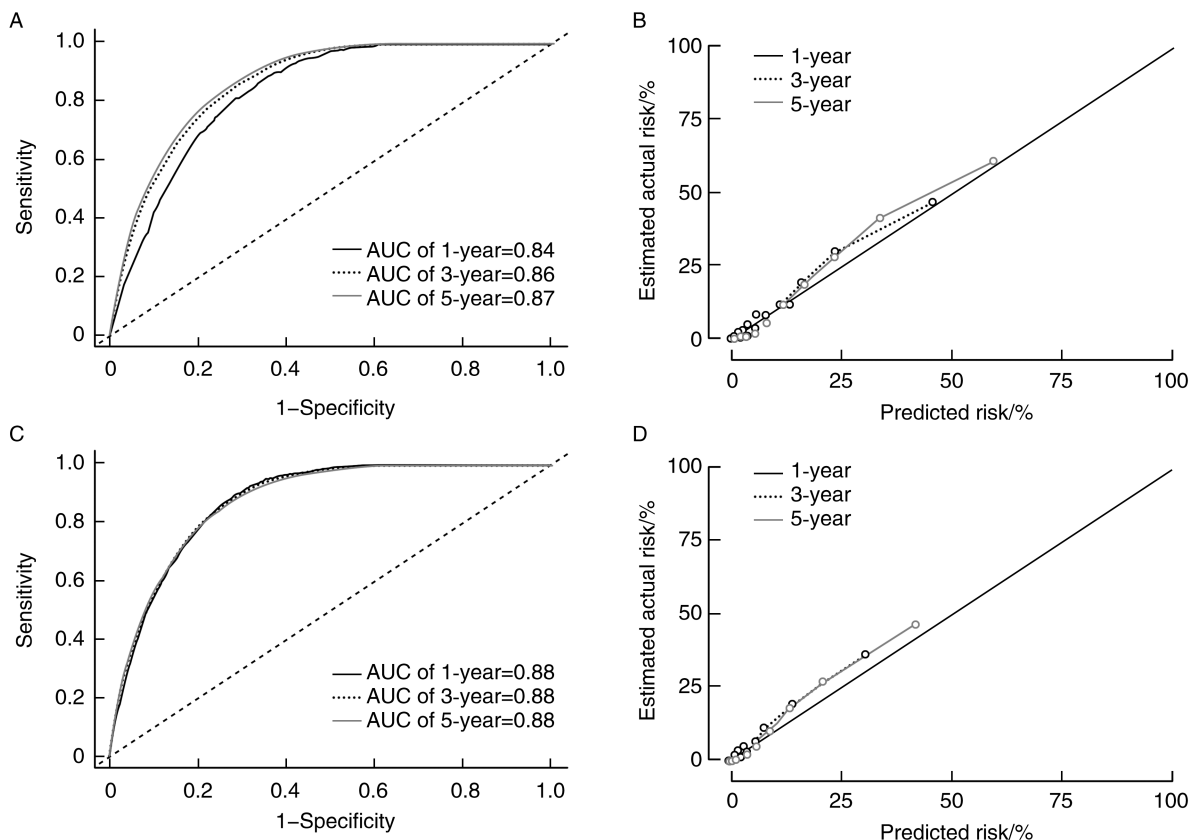 A
1.0
0.8
0.6
0.4
0.2
0
Sensitivity
AUC of 1-year=0.84
AUC of 3-year=0.86
AUC of 5-year=0.87
0 0.2 0.4 0.6 0.8 1.0
1−Specificity
B
100
75
50
25
0
Estimated actual risk/%
1-year
3-year
5-year
0 25 50 75 100
Predicted risk/%
C
1.0
0.8
0.6
0.4
0.2
0
Sensitivity
AUC of 1-year=0.88
AUC of 3-year=0.88
AUC of 5-year=0.88
0 0.2 0.4 0.6 0.8 1.0
1−Specificity
D
100
75
50
25
0
Estimated actual risk/%
1-year
3-year
5-year
0 25 50 75 100
Predicted risk/%